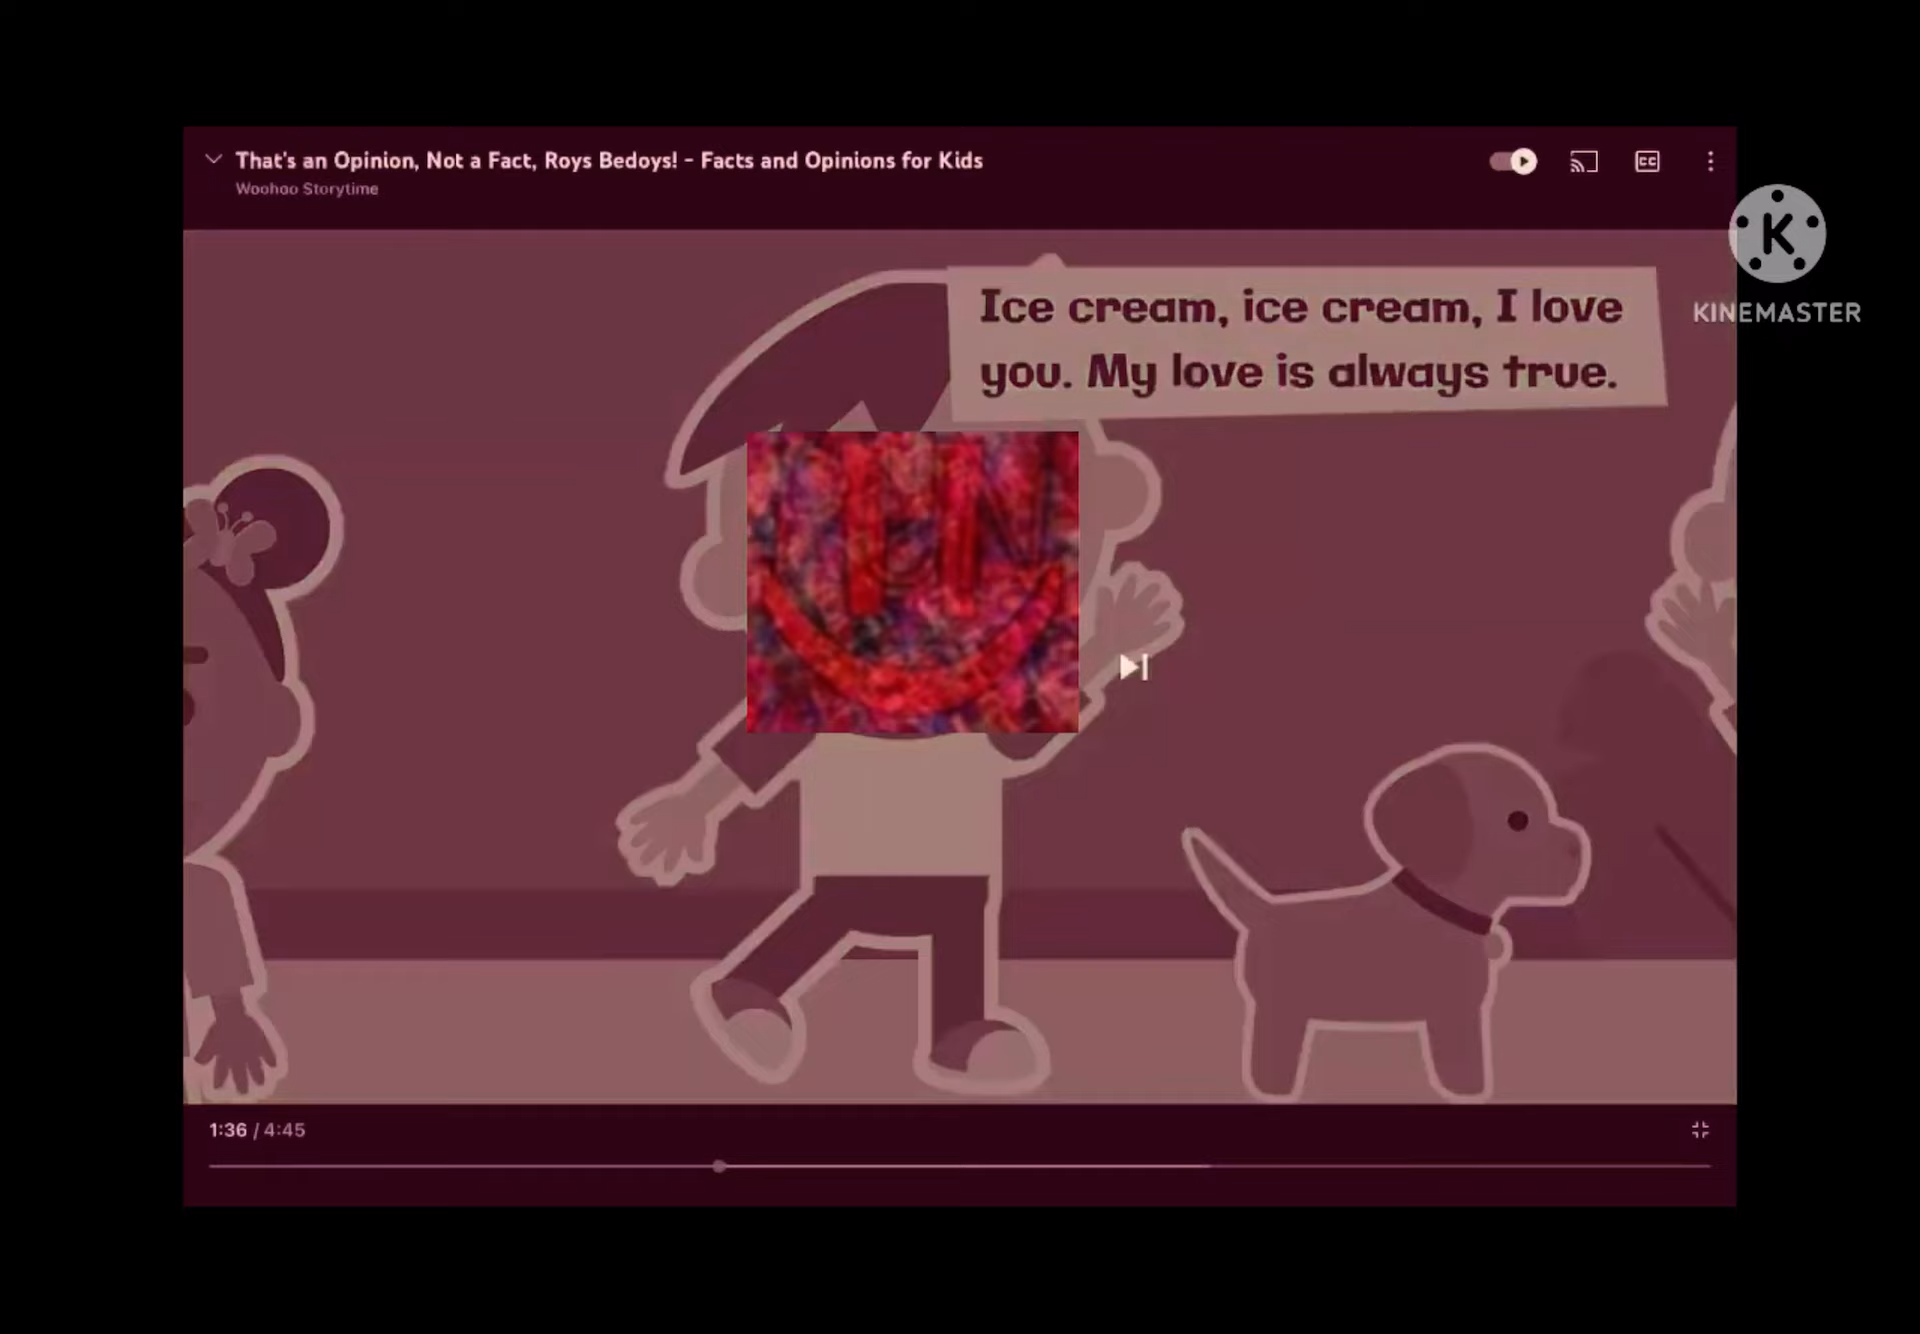 That's an Opinion, Not a Fact, Roys Bedoys! - Facts and Opinions for Kids
Woohoo Storytime
CC
K
KINEMASTER
Ice cream, ice cream, I love
you. My love is always true.
1:36 / 4:45